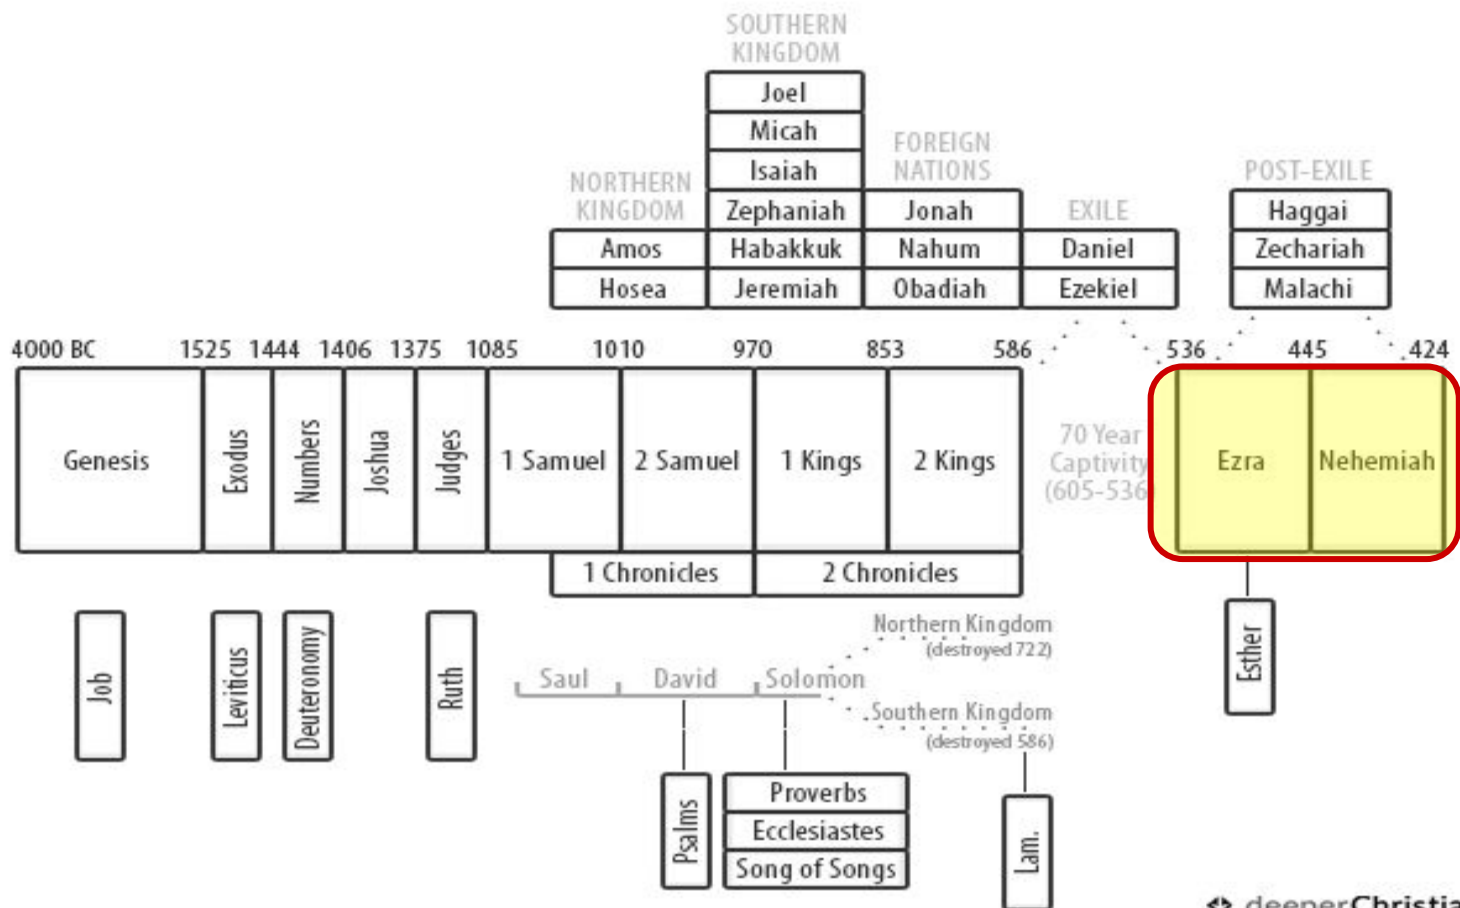 SOUTHERN
KINGDOM
Joel
Micah
Isaiah
Zephaniah
Habakkuk
Jeremiah
NORTHERN
KINGDOM
Amos
Hosea
FOREIGN
NATIONS
Jonah
Nahum
Obadiah
EXILE
Daniel
Ezekiel
POST-EXILE
Haggai
Zechariah
Malachi
4000 BC 1525 1444 1406 1375 1085 1010 970 853 586 536 445 424
Genesis
Exodus
Numbers
Joshua
Judges
1 Samuel
2 Samuel
1 Kings
2 Kings
70 Year
Captivity
(605-536
Ezra
Nehemiah
1 Chronicles
2 Chronicles
Job
Leviticus
Deuteronomy
Ruth
Saul
David
Solomon
Northern Kingdom
(destroyed 722)
Southern Kingdom
(destroyed 586)
Esther
Psalms
Proverbs
Ecclesiastes
Song of Songs
Lam.
deeperChristia